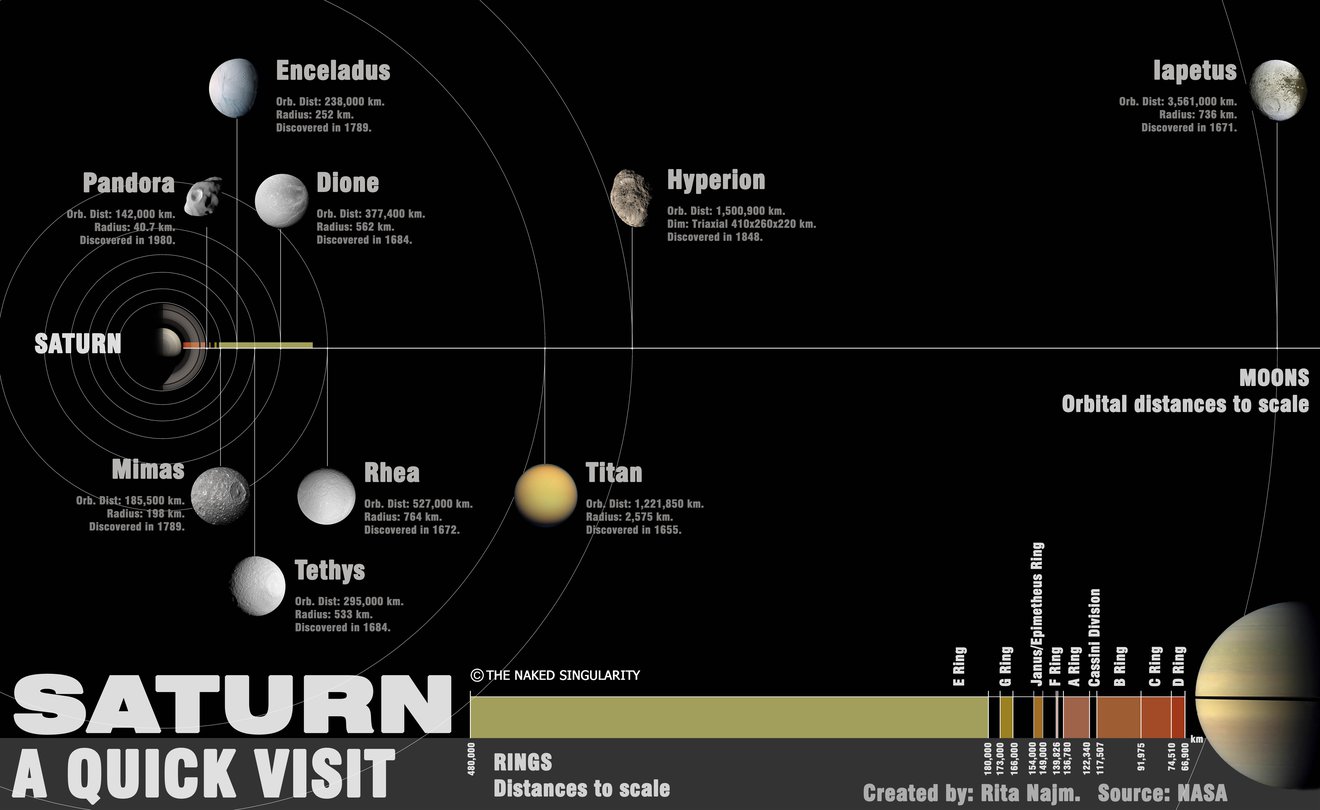 Enceladus
Orb. Dist: 238,000 km.
Radius: 252 km.
Discovered in 1789.
Iapetus
Orb. Dist: 3,561,000 km.
Radius: 736 km.
Discovered in 1671.
Pandora
Orb. Dist: 142,000 km.
Radius: 40.7 km.
Discovered in 1980.
Dione
Orb. Dist: 377,400 km.
Radius: 562 km.
Discovered in 1684.
Hyperion
Orb. Dist: 1,500,900 km.
Dim: Triaxial 410x260x220 km.
Discovered in 1848.
SATURN
MOONS
Orbital distances to scale
Mimas
Orb. Dist: 185,500 km.
Radius: 198 km.
Discovered in 1789.
Rhea
Orb. Dist: 527,000 km.
Radius: 764 km.
Discovered in 1672.
Titan
Orb. Dist: 1,221,850 km.
Radius: 2,575 km.
Discovered in 1655.
Tethys
Orb. Dist: 295,000 km.
Radius: 533 km.
Discovered in 1684.
SATURN
A QUICK VISIT
© THE NAKED SINGULARITY
E Ring
G Ring
Janus/Epimetheus Ring
F Ring
A Ring
Cassini Division
B Ring
C Ring
D Ring
480,000
180,000
173,000
166,000
154,000
149,000
139,826
136,780
122,340
117,507
91,975
74,510
66,900
km
RINGS
Distances to scale
Created by: Rita Najm. Source: NASA